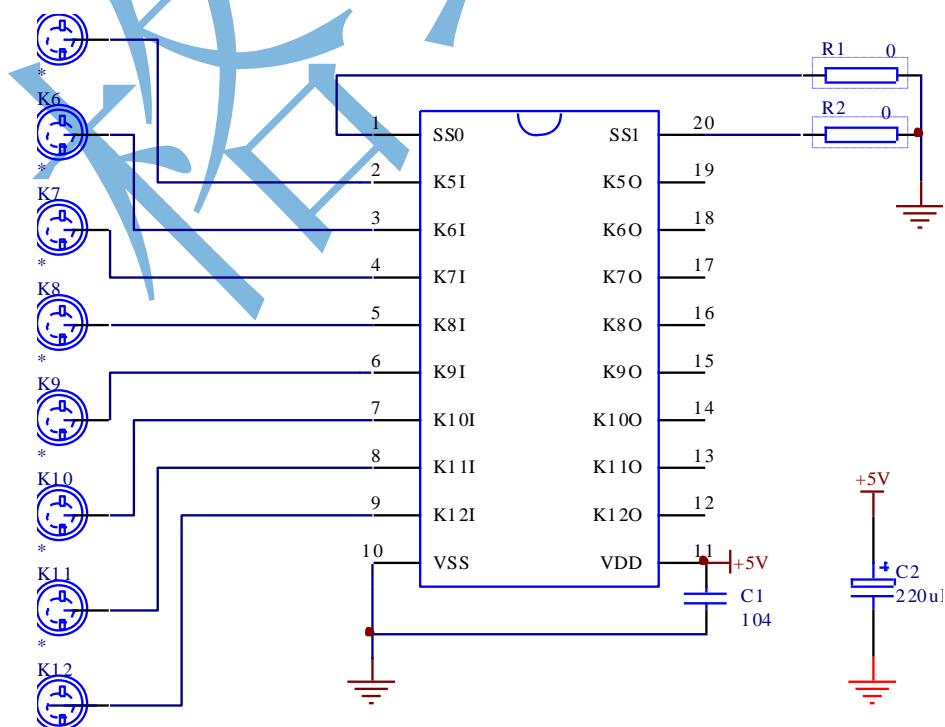 *
K6
*
K7
*
K8
*
K9
*
K10
*
K11
*
K12
1
2
3
4
5
6
7
8
9
10
SS0
K5I
K6I
K7I
K8I
K9I
K10I
K11I
K12I
VSS
SS1
K5O
K6O
K7O
K8O
K9O
K10O
K11O
K12O
VDD
20
19
18
17
16
15
14
13
12
11
R1 0
R2 0
+5V
C1
104
+5V
+
C2